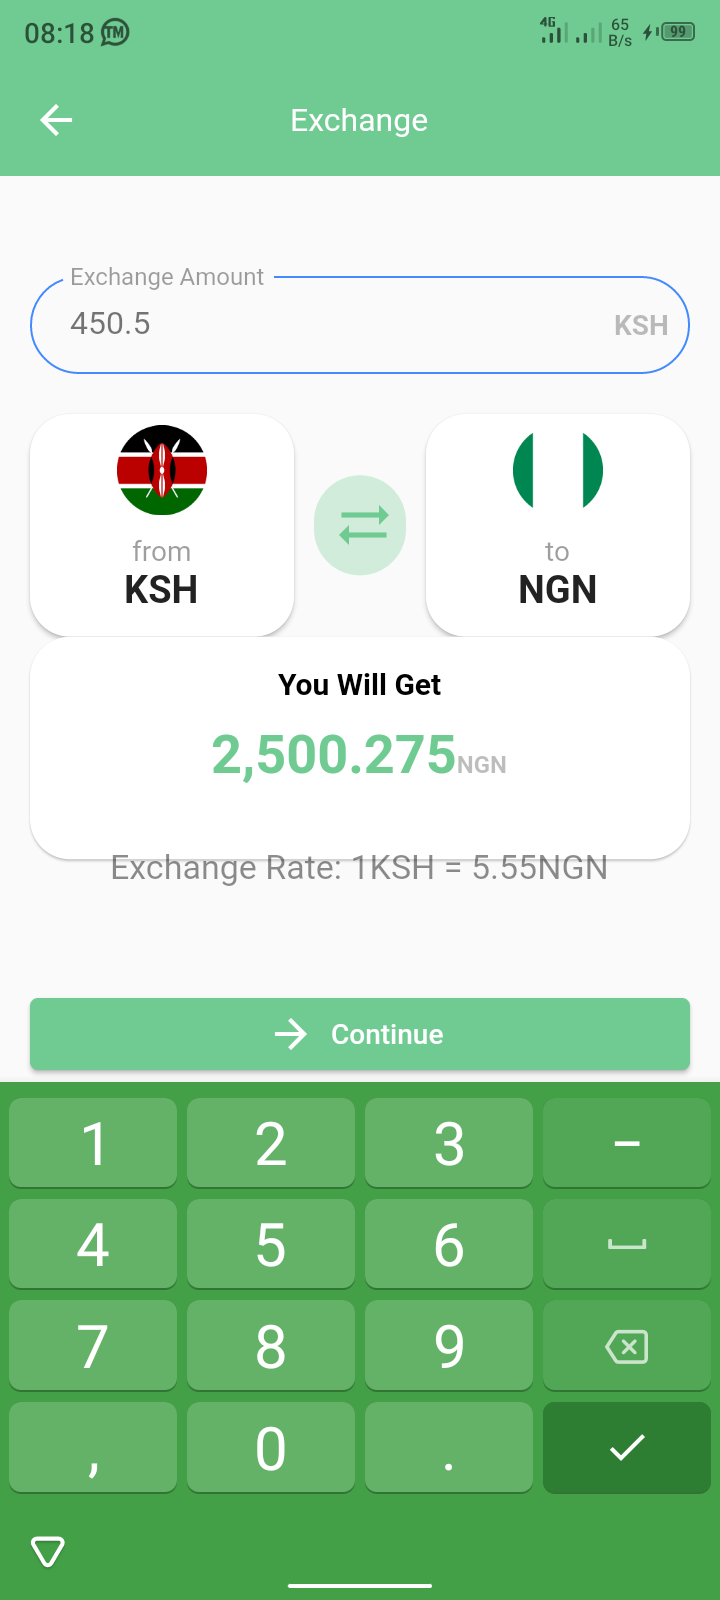 08:18 TM 4G 65 B/s 99
Exchange
Exchange Amount
450.5 KSH
from to
KSH NGN
You Will Get
2,500.275NGN
Exchange Rate: 1KSH = 5.55NGN
Continue
1 2 3 –
4 5 6
7 8 9
, 0 .